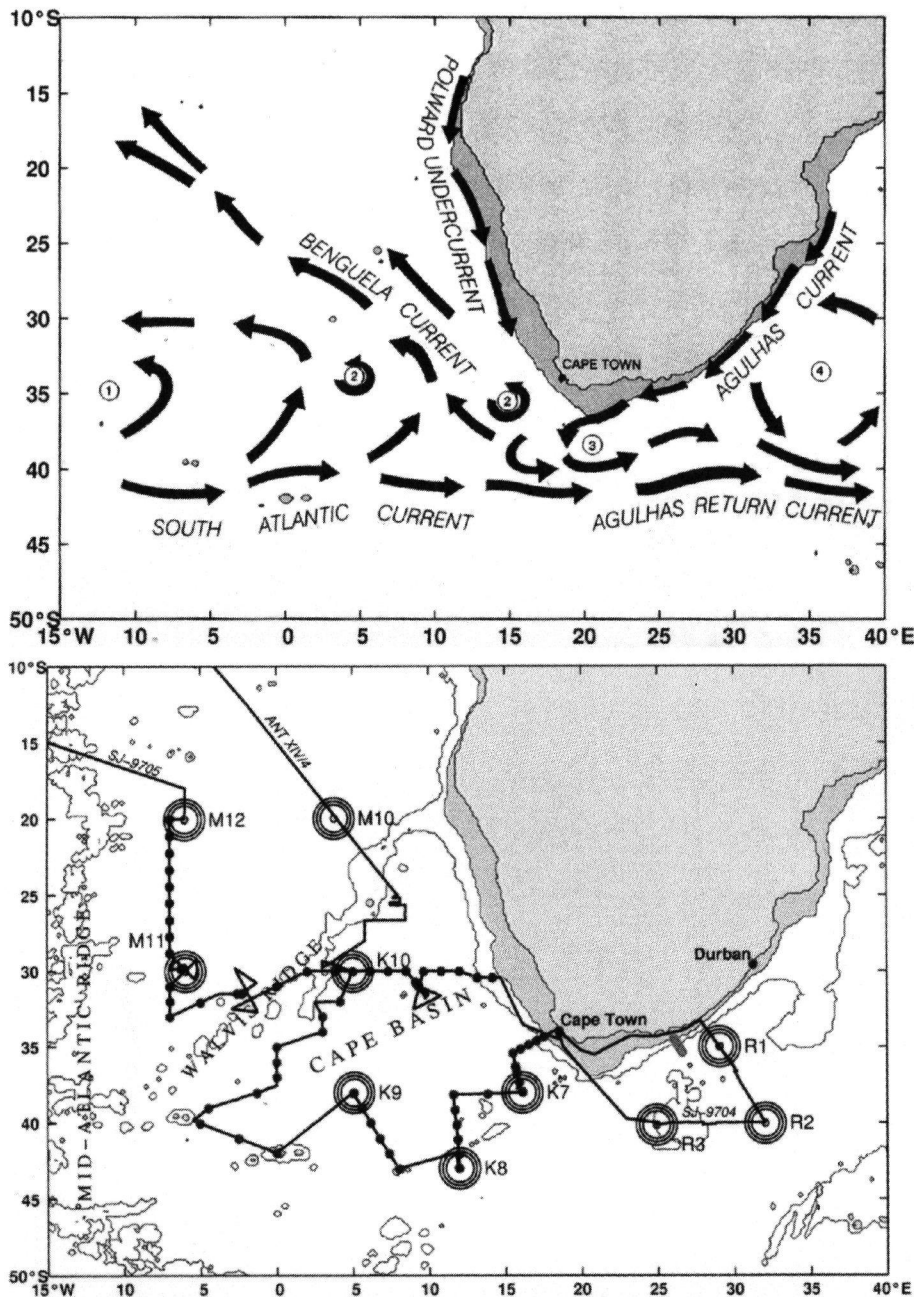 10°S
15
20
25
30
35
40
45
50°S
15°W
10
5
0
5
10
15
20
25
30
35
40°E
POLWARD UNDERCURRENT
BENGUELA CURRENT
AGULHAS CURRENT
CAPE TOWN
1
2
2
3
4
SOUTH ATLANTIC CURRENT
AGULHAS RETURN CURRENT
10°S
15
20
25
30
35
40
45
50°S
15°W
10
5
0
5
10
15
20
25
30
35
40°E
ANT XIV/4
SJ-9705
M12
M10
M11
K10
MID-ATLANTIC RIDGE
WALVIS RIDGE
CAPE BASIN
Durban
Cape Town
R1
K9
K7
SJ-9704
R2
R3
K8